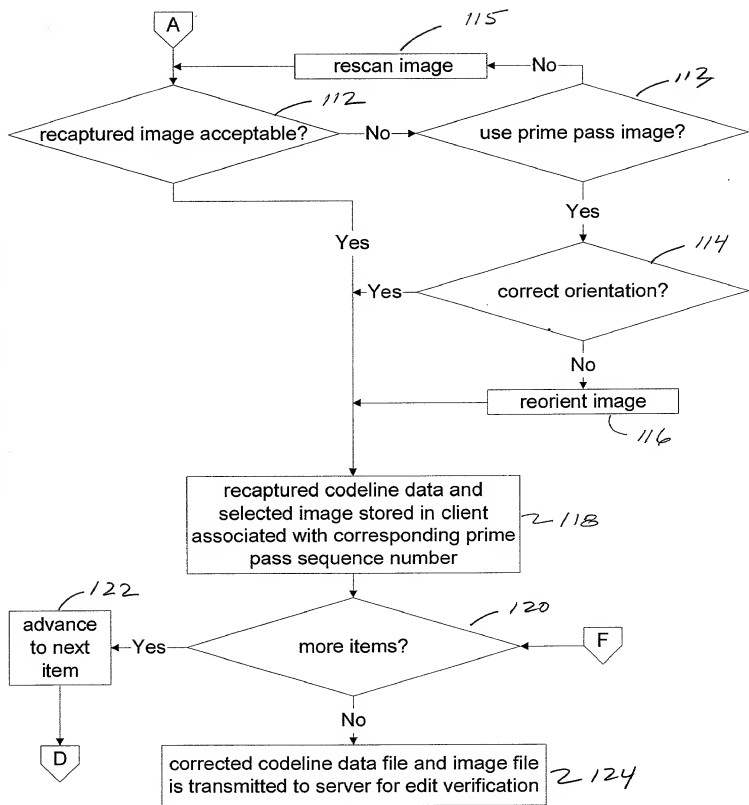 A
115
rescan image
No
113
112
recaptured image acceptable?
No
use prime pass image?
Yes
Yes
114
Yes
correct orientation?
No
reorient image
116
recaptured codeline data and
selected image stored in client
associated with corresponding prime
pass sequence number
118
122
120
advance
to next
item
Yes
more items?
F
No
D
corrected codeline data file and image file
is transmitted to server for edit verification
124